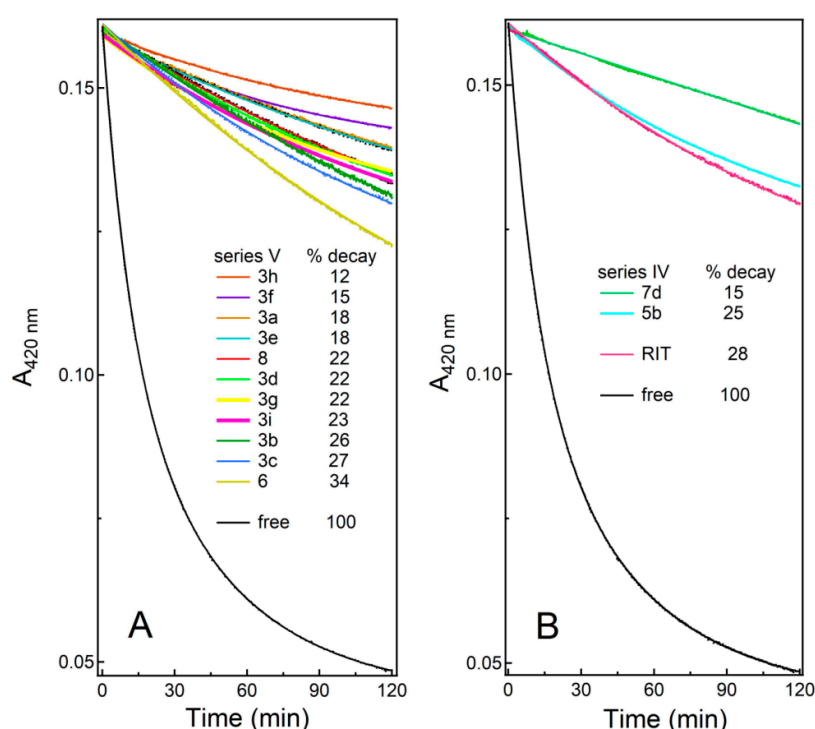 0.15
0.10
0.05
A420 nm
series V % decay
3h 12
3f 15
3a 18
3e 18
8 22
3d 22
3g 22
3i 23
3b 26
3c 27
6 34
free 100
A
0 30 60 90 120
Time (min)
0.15
0.10
0.05
A420 nm
series IV % decay
7d 15
5b 25
RIT 28
free 100
B
0 30 60 90 120
Time (min)